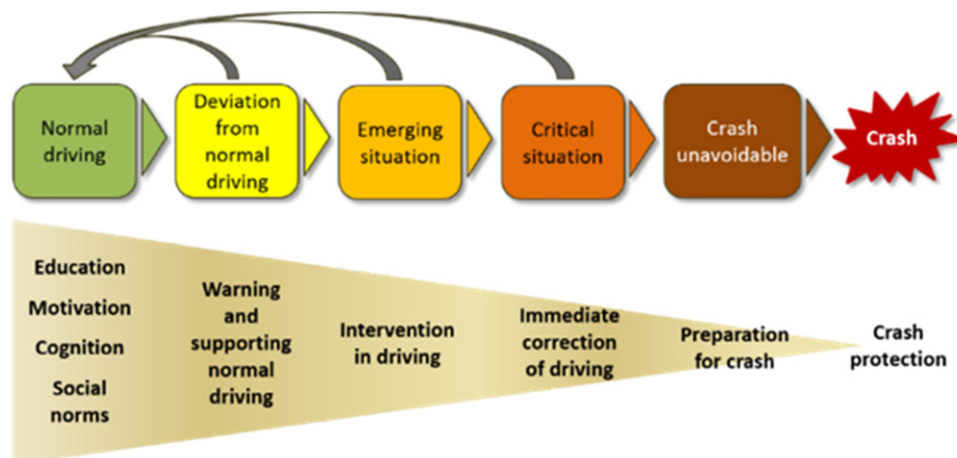 Normal
driving
Deviation
from
normal
driving
Emerging
situation
Critical
situation
Crash
unavoidable
Crash
Education
Motivation
Cognition
Social
norms
Warning
and
supporting
normal
driving
Intervention
in driving
Immediate
correction
of driving
Preparation
for crash
Crash
protection